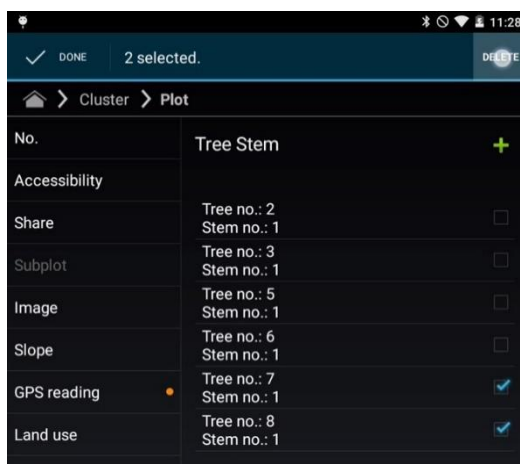 11:28
DONE 2 selected. DELETE
Cluster Plot
No.
Accessibility
Share
Subplot
Image
Slope
GPS reading
Land use
Tree Stem
Tree no.: 2
Stem no.: 1
Tree no.: 3
Stem no.: 1
Tree no.: 5
Stem no.: 1
Tree no.: 6
Stem no.: 1
Tree no.: 7
Stem no.: 1
Tree no.: 8
Stem no.: 1